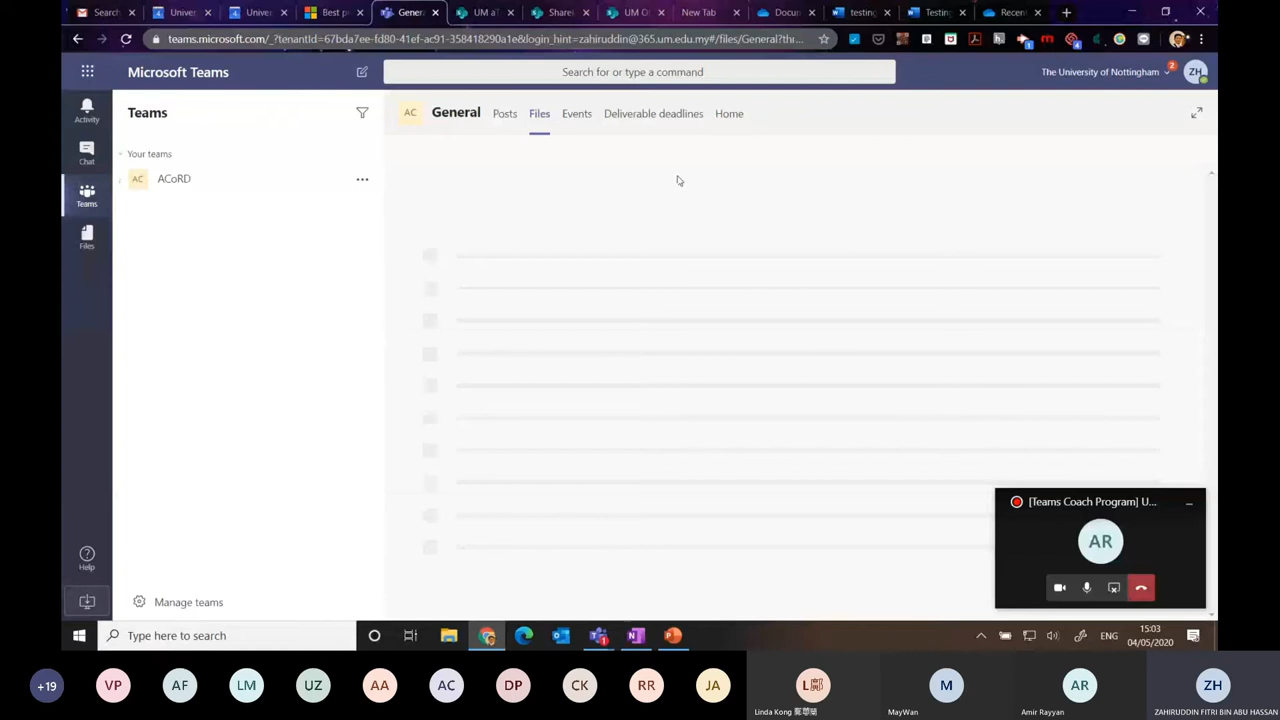 Search
Univer
Univer
Best p
Gener
UM aT
Sharei
UM O
New Tab
Docum
testing
Testing
Recent
teams.microsoft.com/_?tenantId=67bda7ee-fd80-41ef-ac91-358418290a1e&login_hint=zahiruddin@365.um.edu.my#/files/General?thr...
Microsoft Teams
Search for or type a command
The University of Nottingham
2
ZH
Activity
Chat
Teams
Files
Help
Teams
Your teams
AC ACoRD
Manage teams
AC General Posts Files Events Deliverable deadlines Home
[Teams Coach Program] U...
AR
Type here to search
ENG
15:03
04/05/2020
+19 VP AF LM UZ AA AC DP CK RR JA
Linda Kong
M
MayWan
AR
Amir Rayyan
ZH
ZAHIRUDDIN FITRI BIN ABU HASSAN